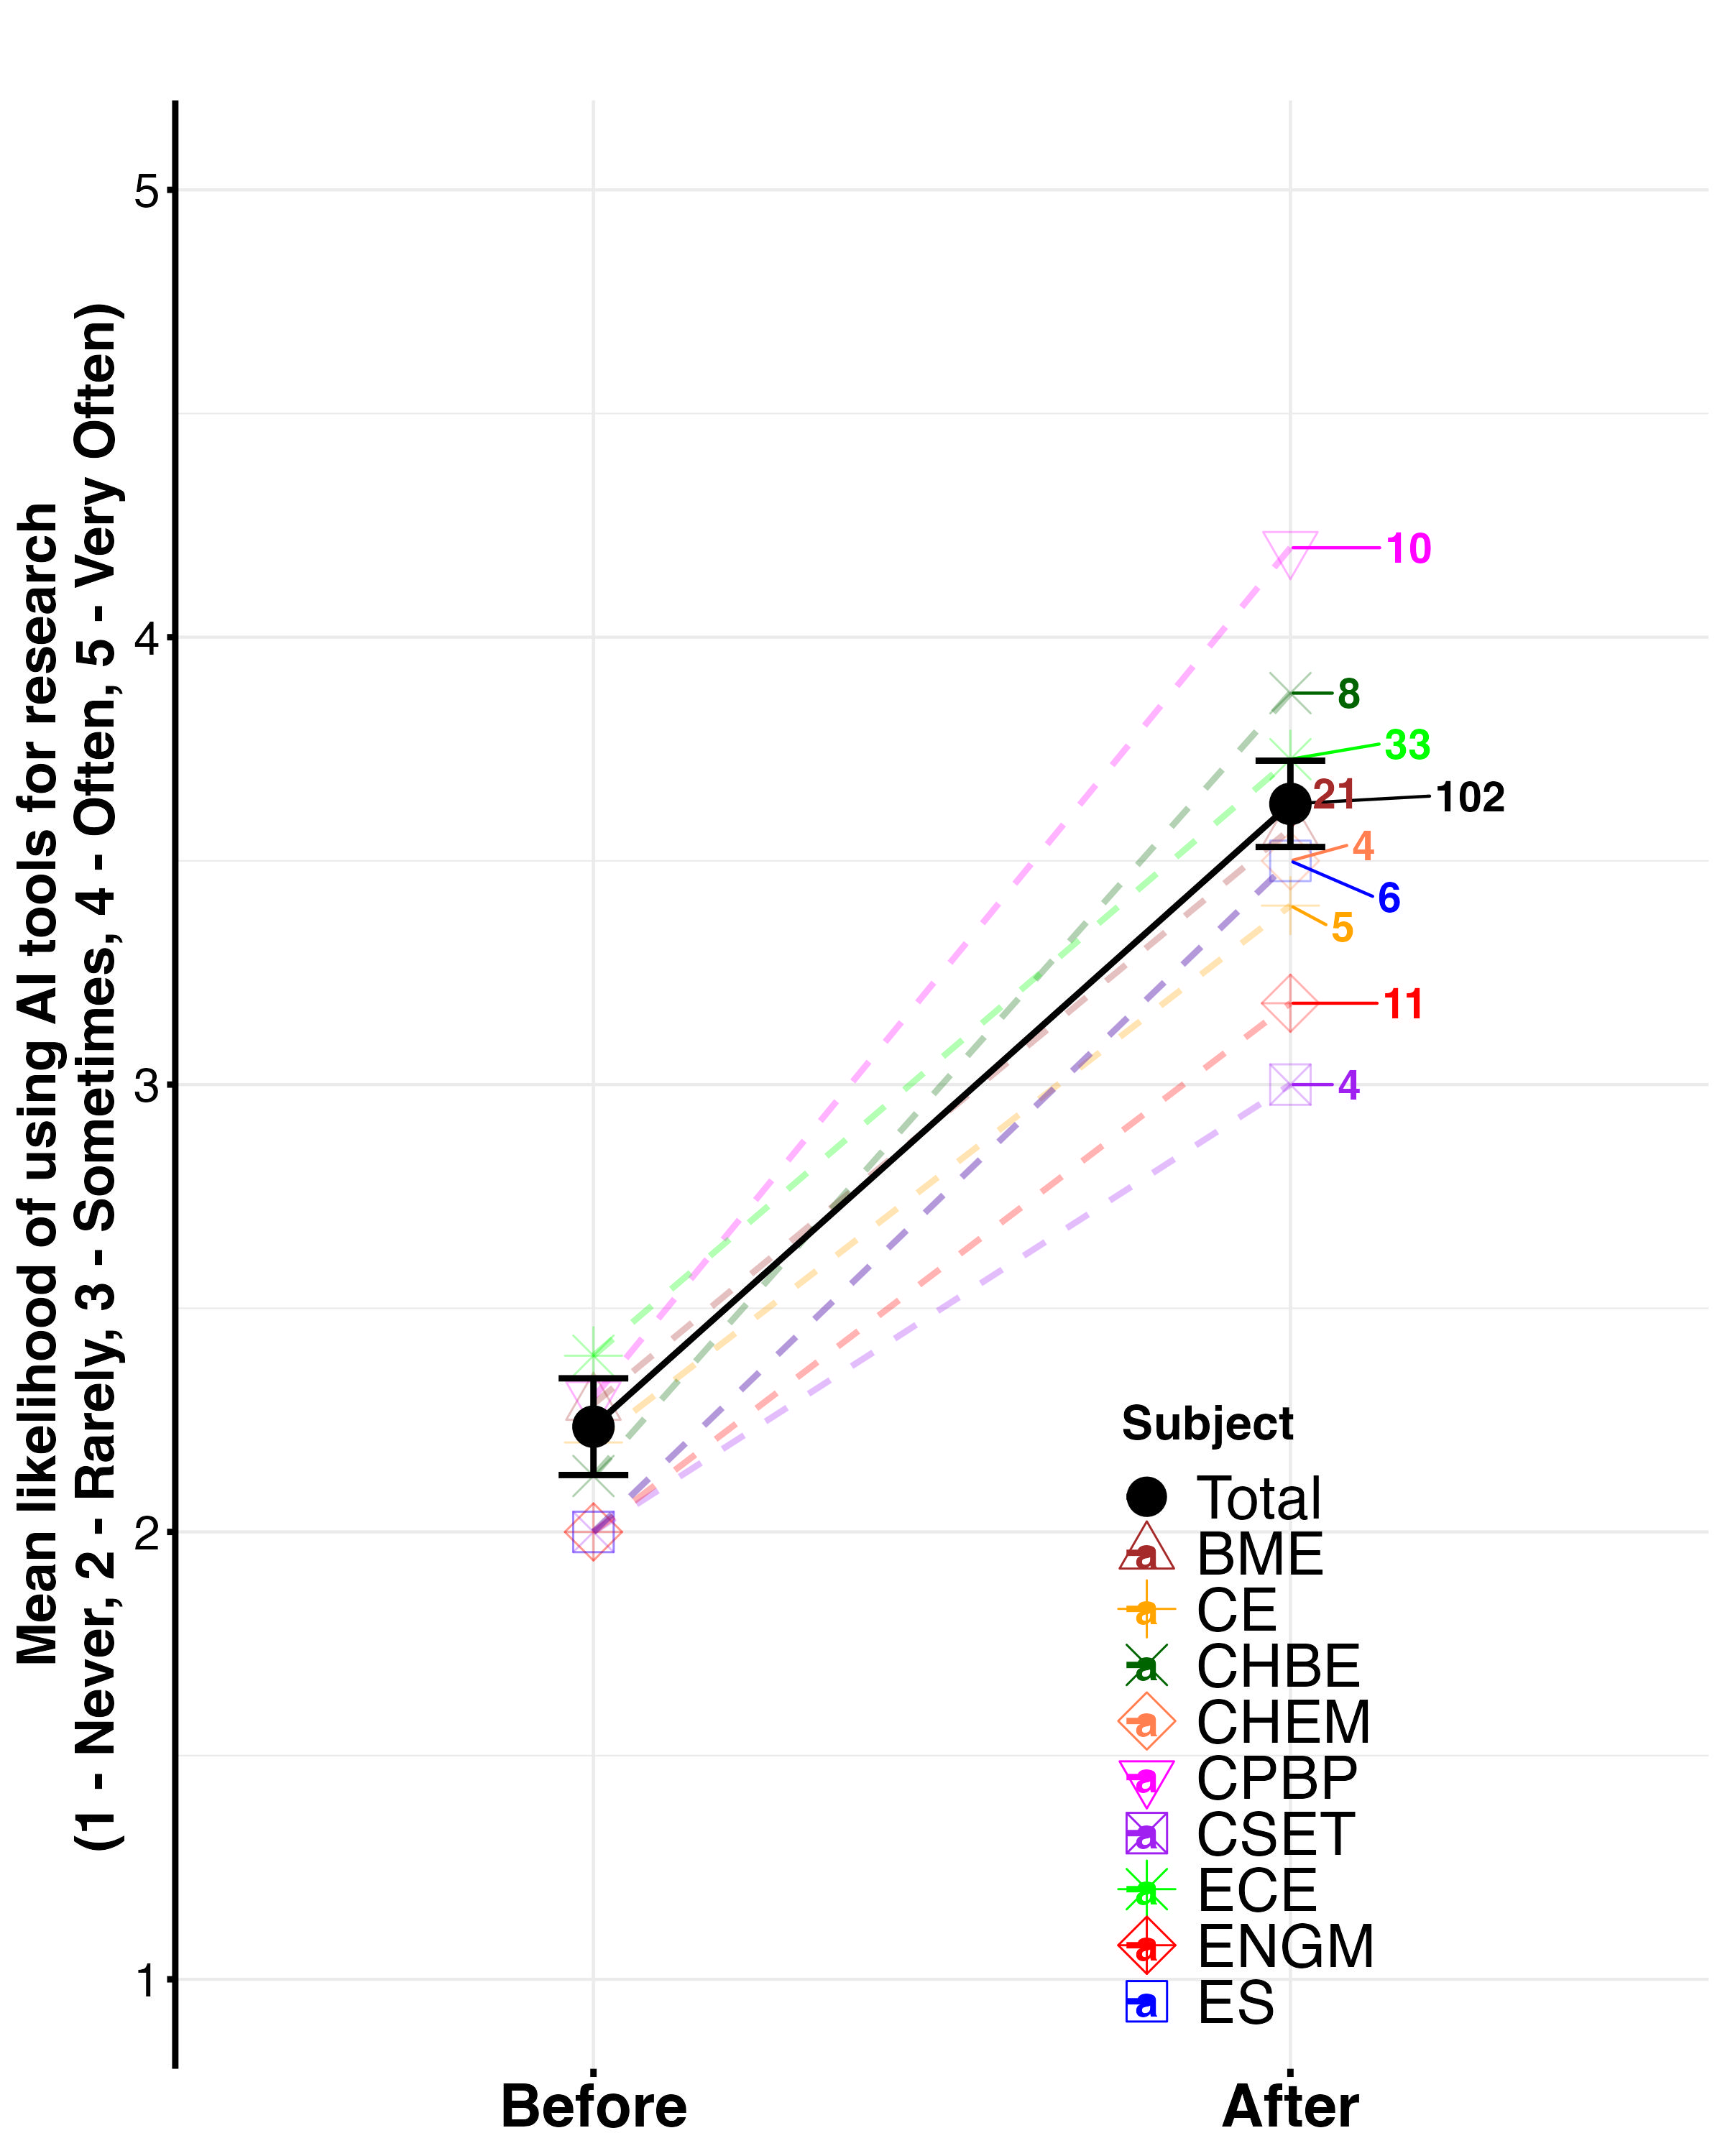 Mean likelihood of using AI tools for research
(1 - Never, 2 - Rarely, 3 - Sometimes, 4 - Often, 5 - Very Often)
5
4
3
2
1
10
8
33
21
102
4
6
5
11
4
Subject
Total
a BME
a CE
a CHBE
a CHEM
a CPBP
a CSET
a ECE
a ENGM
a ES
Before
After